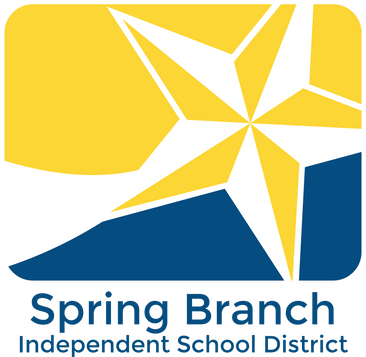 Spring Branch
Independent School District